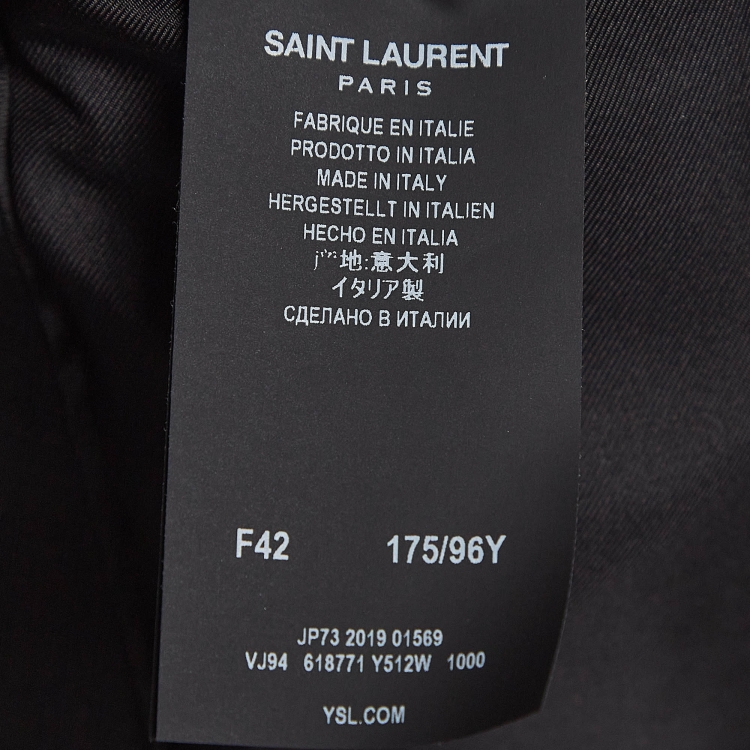 SAINT LAURENT
PARIS
FABRIQUE EN ITALIE
PRODOTTO IN ITALIA
MADE IN ITALY
HERGESTELLT IN ITALIEN
HECHO EN ITALIA
地:意大利
イタリア製
СДЕЛАНО В ИТАЛИИ
F42 175/96Y
JP73 2019 01569
VJ94 618771 Y512W 1000
YSL.COM